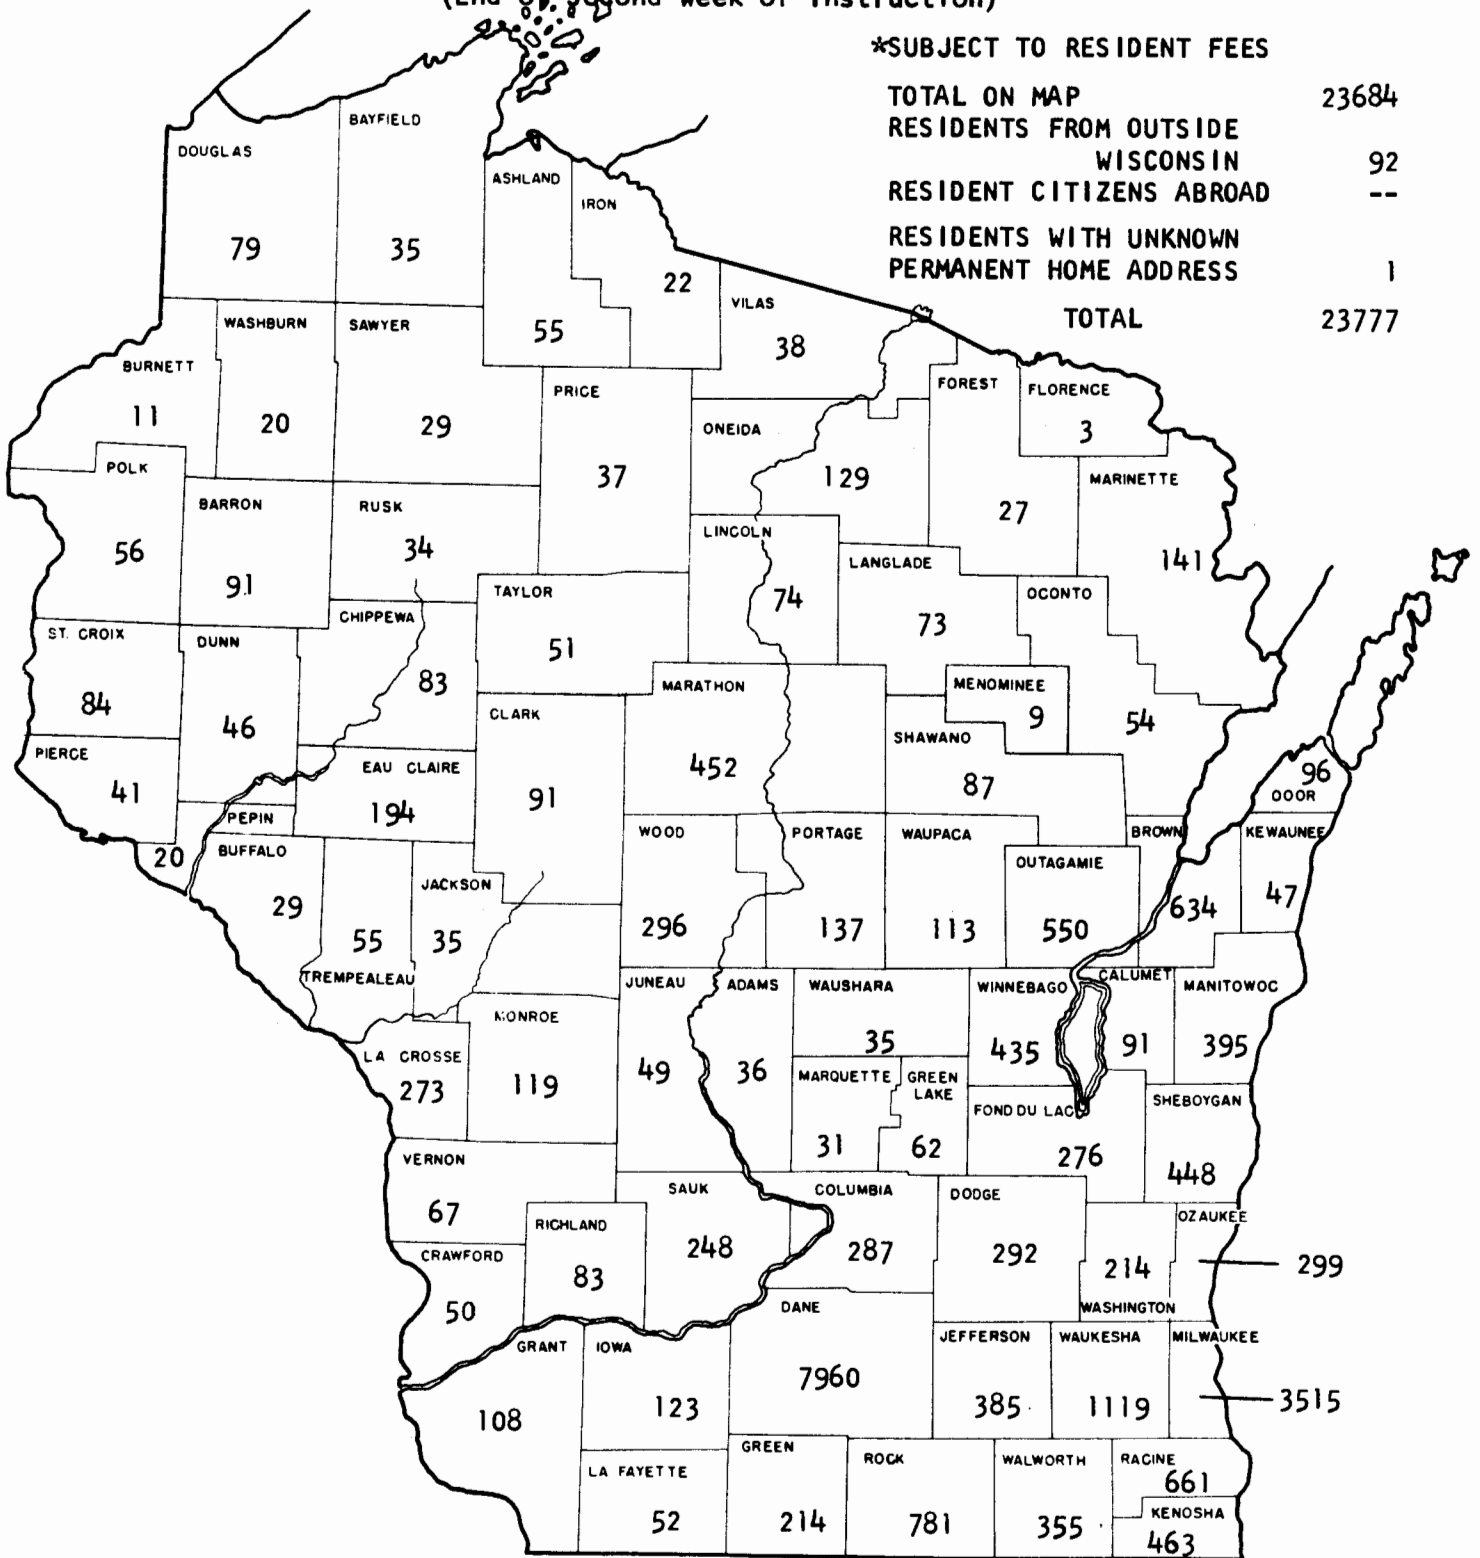 (End of Second Week of Instruction)
*SUBJECT TO RESIDENT FEES
TOTAL ON MAP 23684
RESIDENTS FROM OUTSIDE
WISCONSIN 92
RESIDENT CITIZENS ABROAD --
RESIDENTS WITH UNKNOWN
PERMANENT HOME ADDRESS 1
TOTAL 23777
DOUGLAS
79
BAYFIELD
35
ASHLAND
55
IRON
22
VILAS
38
BURNETT
11
WASHBURN
20
SAWYER
29
PRICE
37
ONEIDA
129
FOREST
27
FLORENCE
3
MARINETTE
141
POLK
56
BARRON
91
RUSK
34
LINCOLN
74
LANGLADE
73
OCONTO
54
TAYLOR
51
CHIPPEWA
83
ST. CROIX
84
DUNN
46
MENOMINEE
9
MARATHON
452
CLARK
91
SHAWANO
87
PIERCE
41
EAU CLAIRE
194
PEPIN
20
DOOR
96
BUFFALO
29
TREMPEALEAU
55
JACKSON
35
WOOD
296
PORTAGE
137
WAUPACA
113
OUTAGAMIE
550
BROWN
634
KEWAUNEE
47
LA CROSSE
273
MONROE
119
JUNEAU
49
ADAMS
36
WAUSHARA
35
WINNEBAGO
435
CALUMET
91
MANITOWOC
395
MARQUETTE
31
GREEN
LAKE
62
FOND DU LAC
276
SHEBOYGAN
448
VERNON
67
SAUK
248
COLUMBIA
287
DODGE
292
WASHINGTON
214
OZAUKEE
299
CRAWFORD
50
RICHLAND
83
GRANT
108
IOWA
123
DANE
7960
JEFFERSON
385
WAUKESHA
1119
MILWAUKEE
3515
LA FAYETTE
52
GREEN
214
ROCK
781
WALWORTH
355
RACINE
661
KENOSHA
463